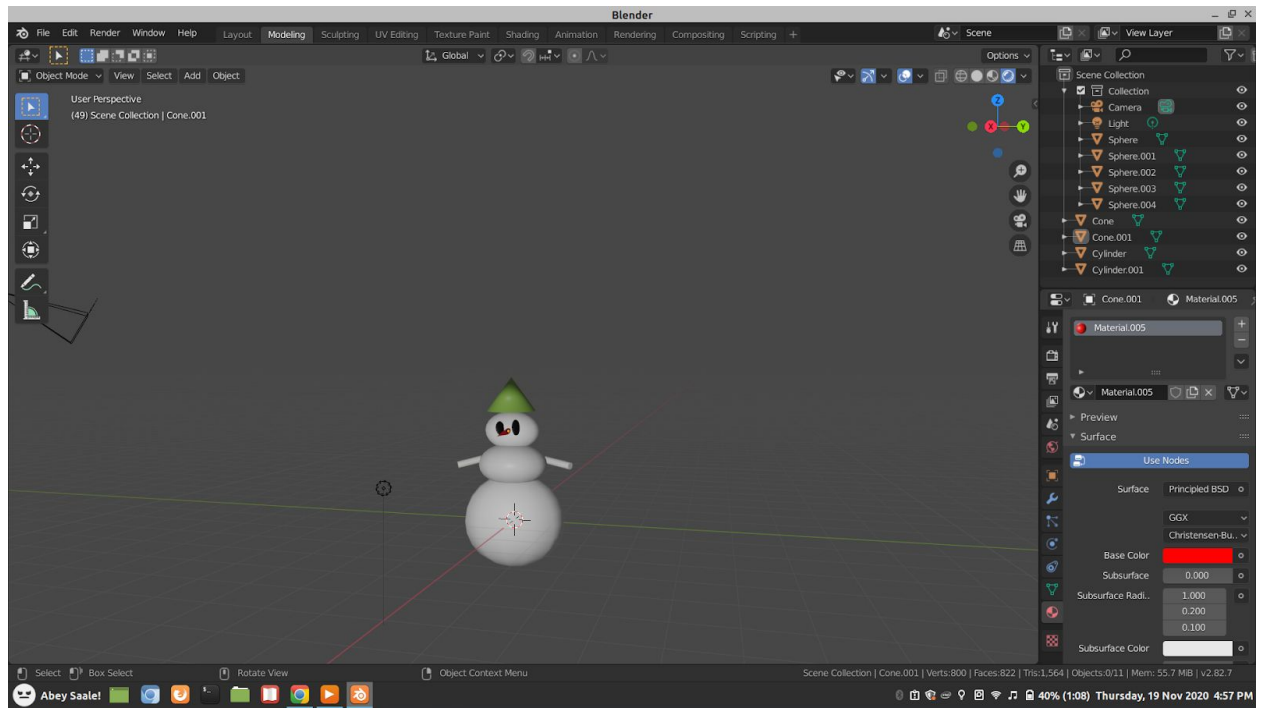 Blender
File Edit Render Window Help Layout Modeling Sculpting UV Editing Texture Paint Shading Animation Rendering Compositing Scripting + Scene View Layer
Global Options
Object Mode View Select Add Object
User Perspective
(49) Scene Collection | Cone.001
Z
X
Y
Scene Collection
Collection
Camera
Light
Sphere
Sphere.001
Sphere.002
Sphere.003
Sphere.004
Cone
Cone.001
Cylinder
Cylinder.001
Cone.001 Material.005
Material.005
Material.005
Preview
Surface
Use Nodes
Surface Principled BSD
GGX
Christensen-Bu..
Base Color
Subsurface 0.000
Subsurface Radi.. 1.000
0.200
0.100
Subsurface Color
Select Box Select Rotate View Object Context Menu Scene Collection | Cone.001 | Verts:800 | Faces:822 | Tris:1,564 | Objects:0/11 | Mem: 55.7 MiB | v2.82.7
Abey Saale! 40% (1:08) Thursday, 19 Nov 2020 4:57 PM